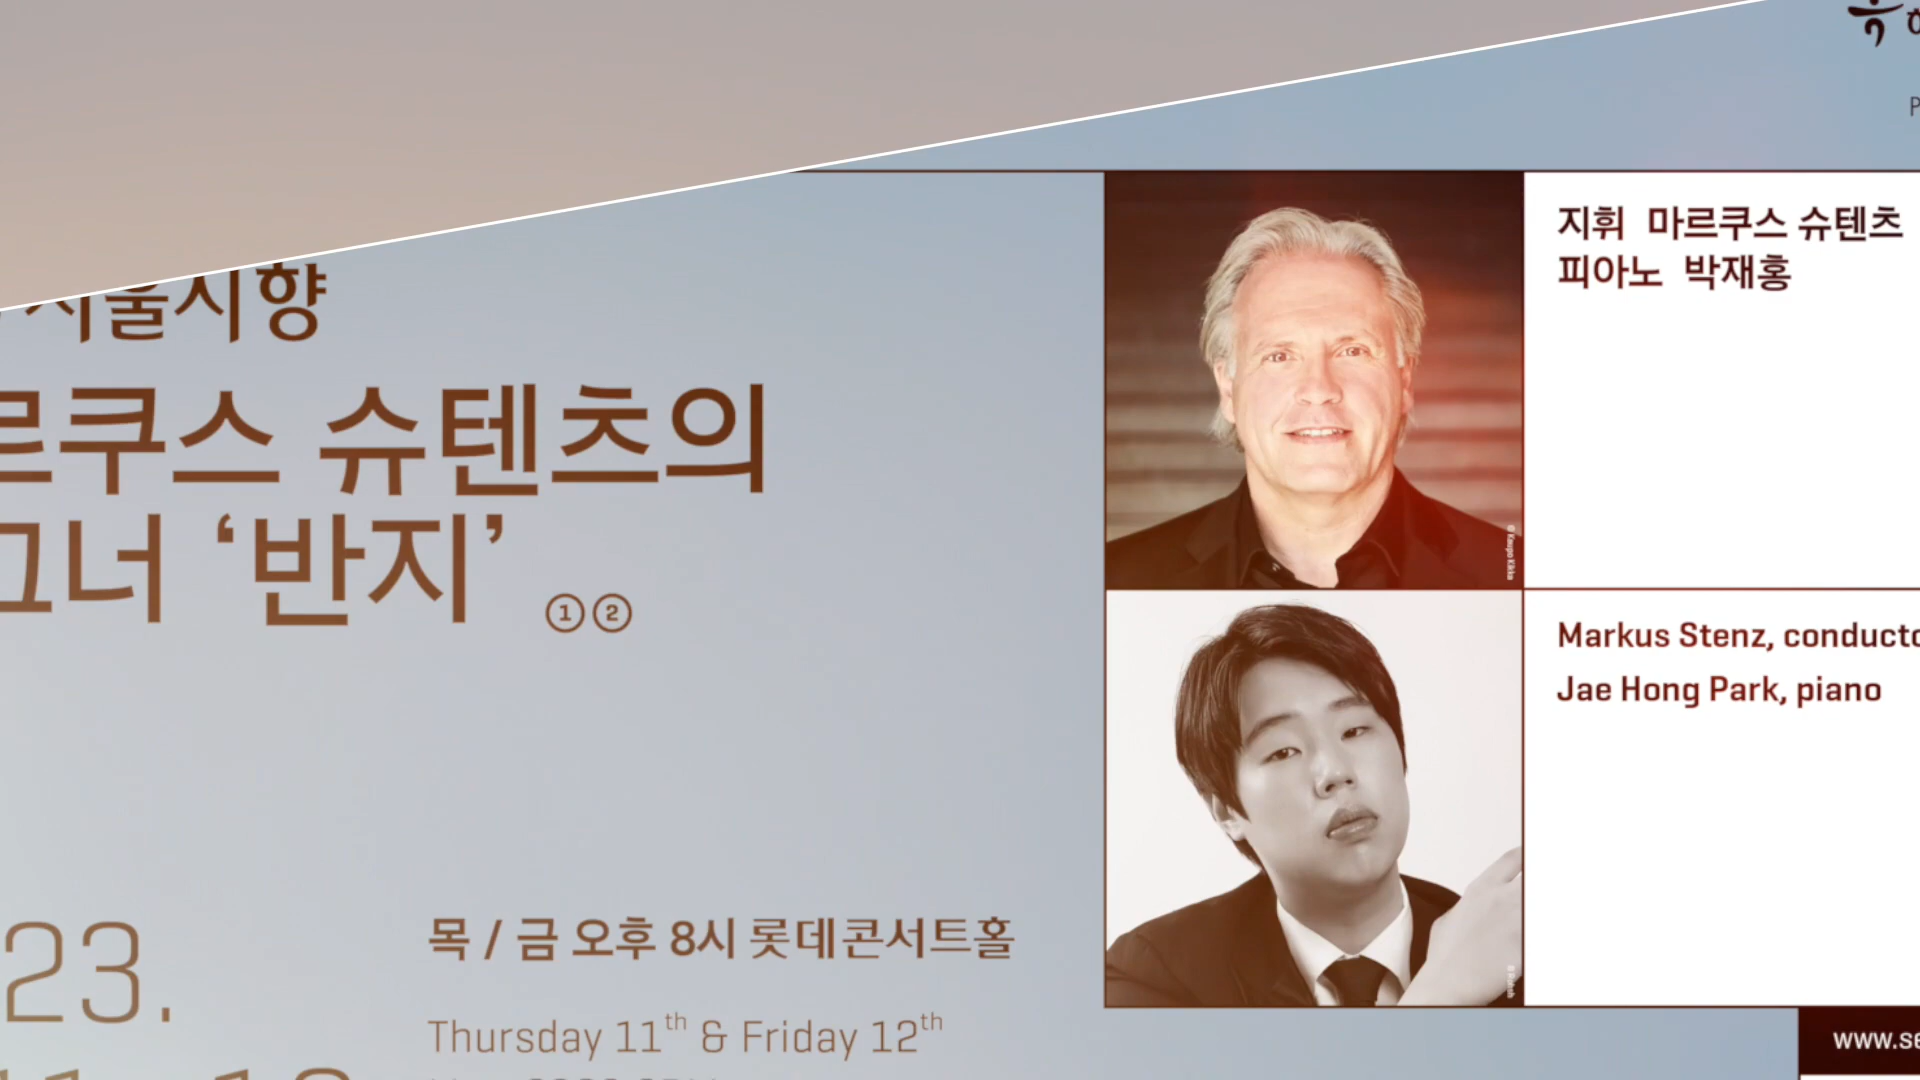 서울시향
르쿠스 슈텐츠의
그너 ‘반지’ ①②
23.
목 / 금 오후 8시 롯데콘서트홀
Thursday 11th & Friday 12th
지휘 마르쿠스 슈텐츠
피아노 박재홍
© Kaupo Kikkas
Markus Stenz, conducto
Jae Hong Park, piano
www.se